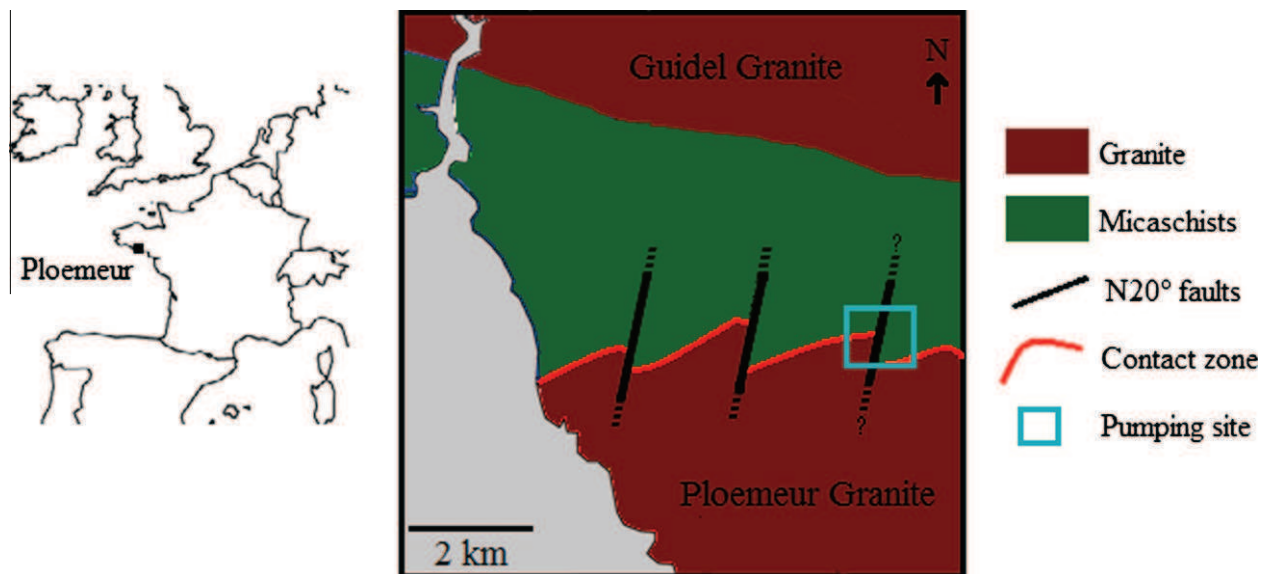 Ploemeur
Guidel Granite
N
?
?
Ploemeur Granite
2 km
Granite
Micaschists
N20° faults
Contact zone
Pumping site